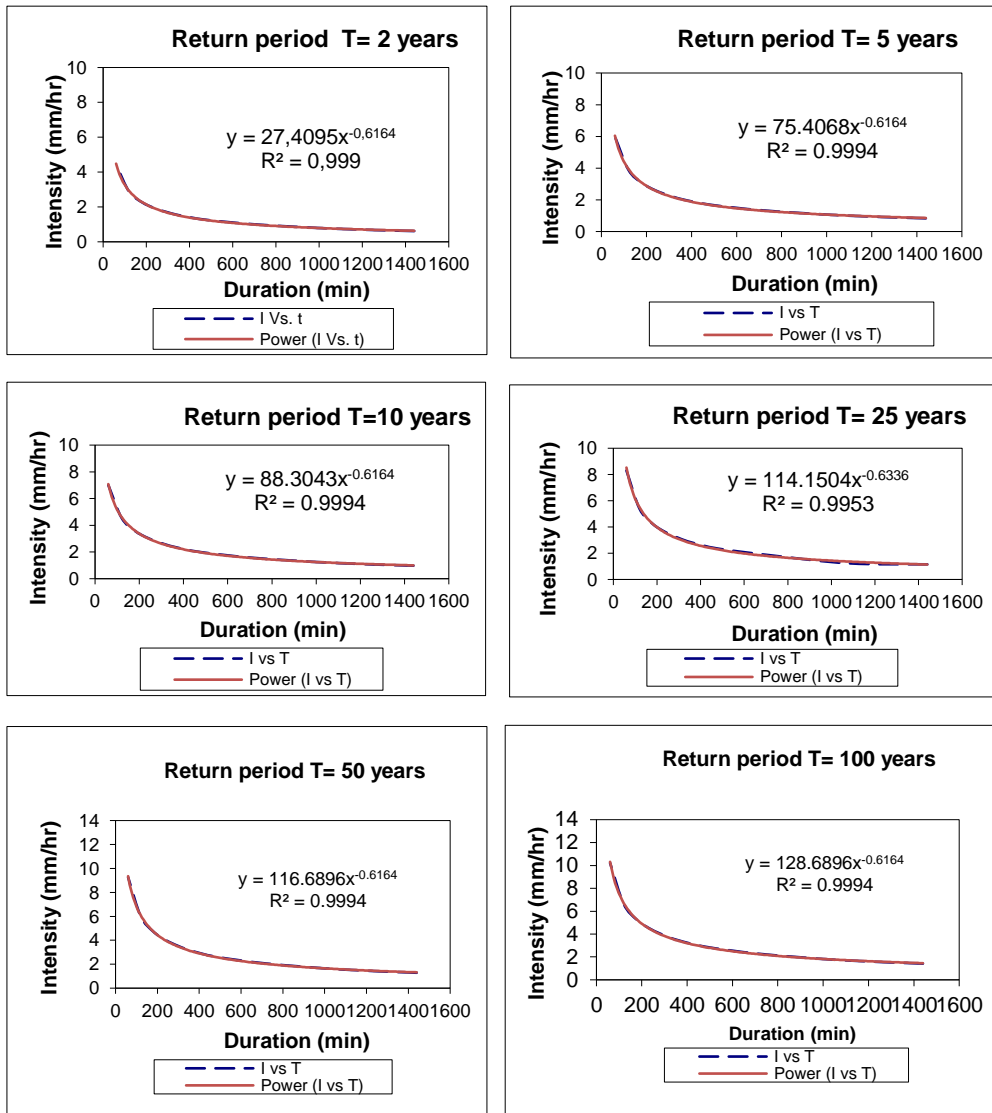 Return period T= 2 years
10
8
6
4
2
0
Intensity (mm/hr)
y = 27,4095x-0,6164
R² = 0,999
0 200 400 600 800 1000 1200 1400 1600
Duration (min)
I Vs. t
Power (I Vs. t)
Return period T= 5 years
10
8
6
4
2
0
Intensity (mm/hr)
y = 75.4068x-0.6164
R² = 0.9994
0 200 400 600 800 1000 1200 1400 1600
Duration (min)
I vs T
Power (I vs T)
Return period T=10 years
10
8
6
4
2
0
Intensity (mm/hr)
y = 88.3043x-0.6164
R² = 0.9994
0 200 400 600 800 1000 1200 1400 1600
Duration (min)
I vs T
Power (I vs T)
Return period T= 25 years
10
8
6
4
2
0
Intensity (mm/hr)
y = 114.1504x-0.6336
R² = 0.9953
0 200 400 600 800 1000 1200 1400 1600
Duration (min)
I vs T
Power (I vs T)
Return period T= 50 years
14
12
10
8
6
4
2
0
Intensity (mm/hr)
y = 116.6896x-0.6164
R² = 0.9994
0 200 400 600 800 1000 1200 1400 1600
Duration (min)
I vs T
Power (I vs T)
Return period T= 100 years
14
12
10
8
6
4
2
0
Intensity (mm/hr)
y = 128.6896x-0.6164
R² = 0.9994
0 200 400 600 800 1000 1200 1400 1600
Duration (min)
I vs T
Power (I vs T)